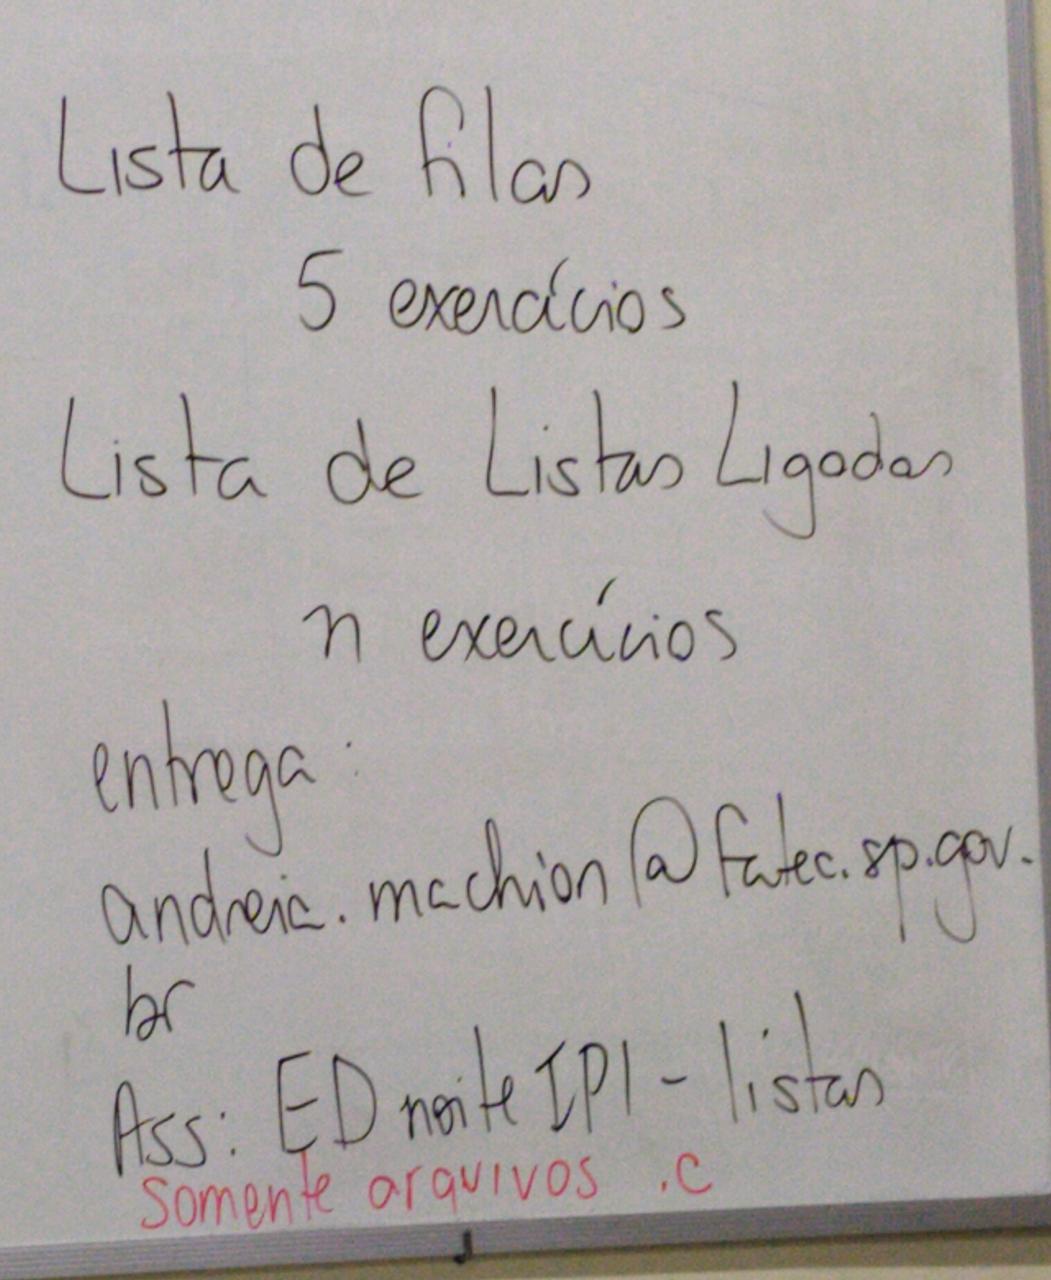 Lista de filas
5 exercícios
Lista de Listas Ligadas
n exercícios
entrega:
andreia.machion@fatec.sp.gov.
br
Ass: ED noite IPI - listas
somente arquivos .c